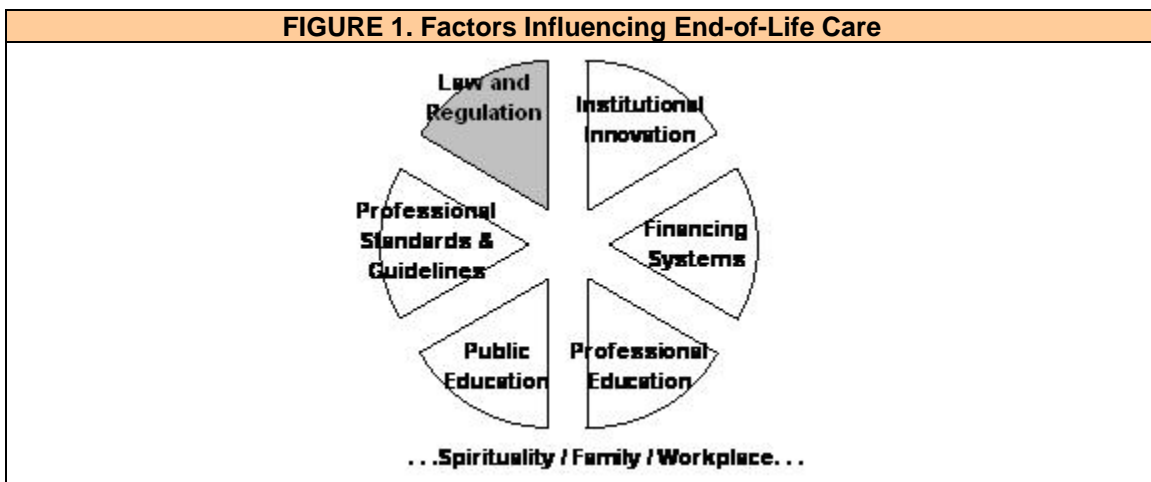 FIGURE 1. Factors Influencing End-of-Life Care
Law and
Regulation
Institutional
Innovation
Professional
Standards &
Guidelines
Financing
Systems
Public
Education
Professional
Education
...Spirituality / Family / Workplace...